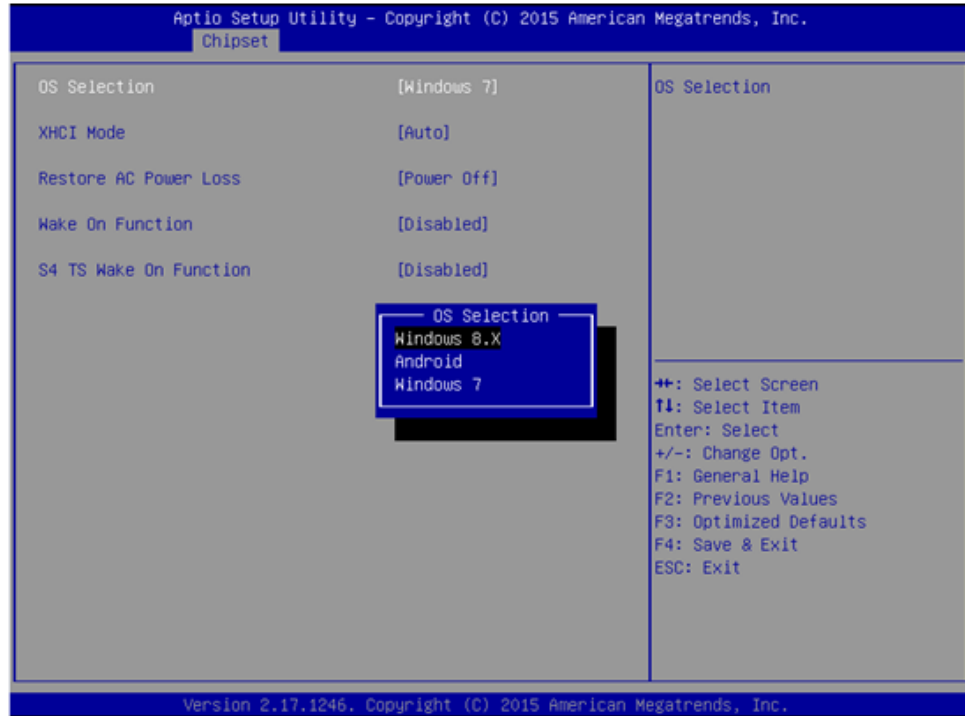 Aptio Setup Utility – Copyright (C) 2015 American Megatrends, Inc.
Chipset
OS Selection [Windows 7]
XHCI Mode [Auto]
Restore AC Power Loss [Power Off]
Wake On Function [Disabled]
S4 TS Wake On Function [Disabled]
OS Selection
Windows 8.X
Android
Windows 7
OS Selection
→←: Select Screen
↑↓: Select Item
Enter: Select
+/-: Change Opt.
F1: General Help
F2: Previous Values
F3: Optimized Defaults
F4: Save & Exit
ESC: Exit
Version 2.17.1246. Copyright (C) 2015 American Megatrends, Inc.